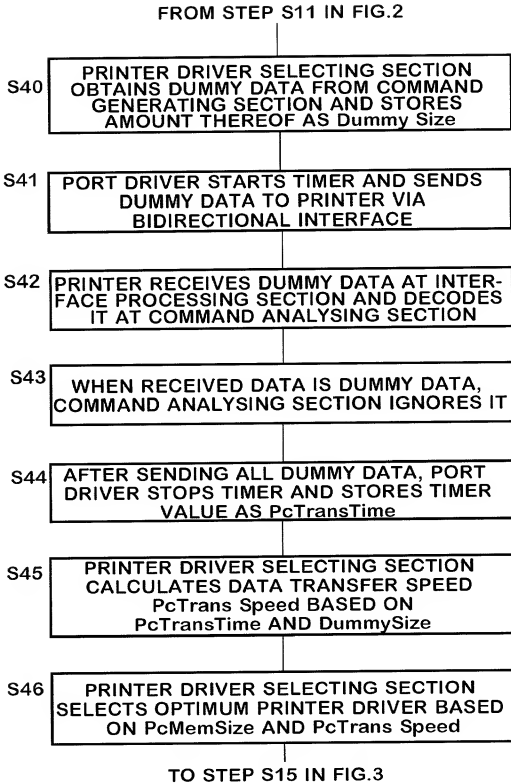 FROM STEP S11 IN FIG.2
S40
PRINTER DRIVER SELECTING SECTION
OBTAINS DUMMY DATA FROM COMMAND
GENERATING SECTION AND STORES
AMOUNT THEREOF AS Dummy Size
S41
PORT DRIVER STARTS TIMER AND SENDS
DUMMY DATA TO PRINTER VIA
BIDIRECTIONAL INTERFACE
S42
PRINTER RECEIVES DUMMY DATA AT INTER-
FACE PROCESSING SECTION AND DECODES
IT AT COMMAND ANALYSING SECTION
S43
WHEN RECEIVED DATA IS DUMMY DATA,
COMMAND ANALYSING SECTION IGNORES IT
S44
AFTER SENDING ALL DUMMY DATA, PORT
DRIVER STOPS TIMER AND STORES TIMER
VALUE AS PcTransTime
S45
PRINTER DRIVER SELECTING SECTION
CALCULATES DATA TRANSFER SPEED
PcTrans Speed BASED ON
PcTransTime AND DummySize
S46
PRINTER DRIVER SELECTING SECTION
SELECTS OPTIMUM PRINTER DRIVER BASED
ON PcMemSize AND PcTrans Speed
TO STEP S15 IN FIG.3